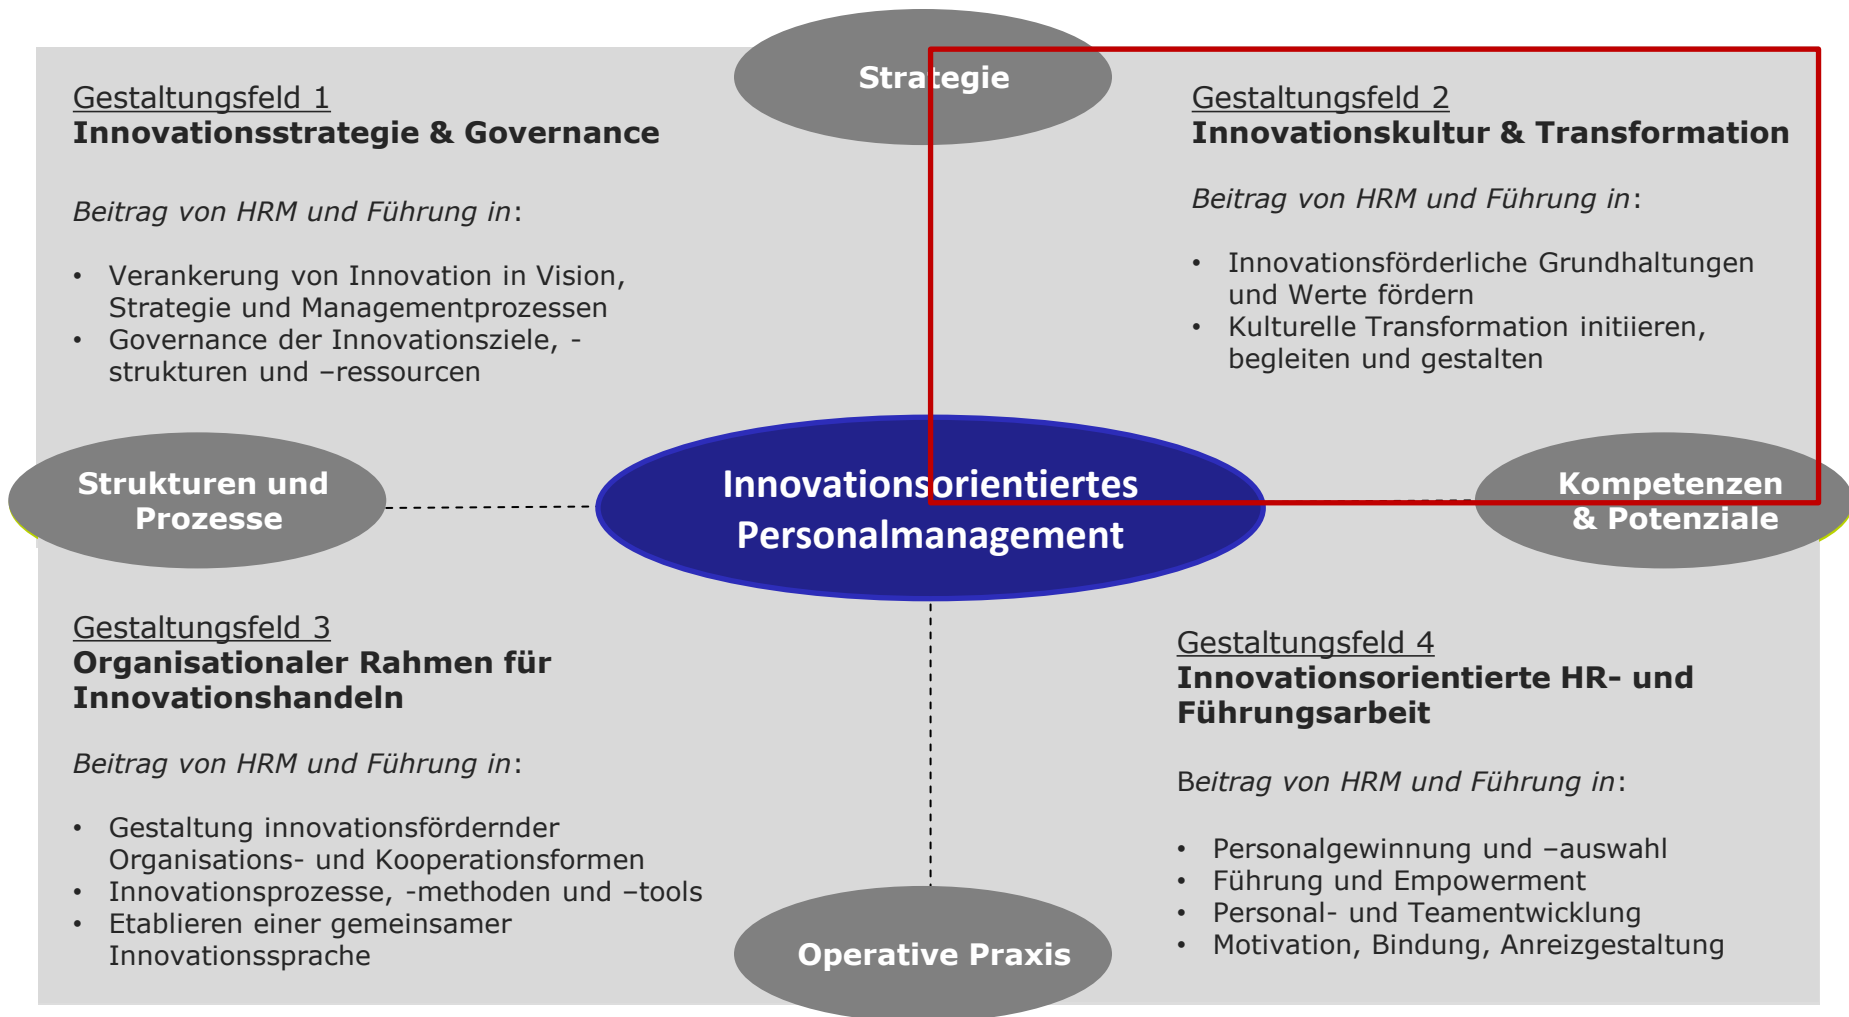 Strategie
Gestaltungsfeld 1
Innovationsstrategie & Governance
Beitrag von HRM und Führung in:
• Verankerung von Innovation in Vision,
Strategie und Managementprozessen
• Governance der Innovationsziele, -
strukturen und –ressourcen
Gestaltungsfeld 2
Innovationskultur & Transformation
Beitrag von HRM und Führung in:
• Innovationsförderliche Grundhaltungen
und Werte fördern
• Kulturelle Transformation initiieren,
begleiten und gestalten
Strukturen und
Prozesse
Innovationsorientiertes
Personalmanagement
Kompetenzen
& Potenziale
Gestaltungsfeld 3
Organisationaler Rahmen für
Innovationshandeln
Beitrag von HRM und Führung in:
• Gestaltung innovationsfördernder
Organisations- und Kooperationsformen
• Innovationsprozesse, -methoden und –tools
• Etablieren einer gemeinsamer
Innovationssprache
Gestaltungsfeld 4
Innovationsorientierte HR- und
Führungsarbeit
Beitrag von HRM und Führung in:
• Personalgewinnung und –auswahl
• Führung und Empowerment
• Personal- und Teamentwicklung
• Motivation, Bindung, Anreizgestaltung
Operative Praxis